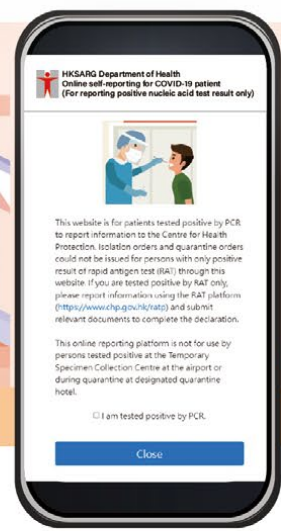 HKSARG Department of Health
Online self-reporting for COVID-19 patient
(For reporting positive nucleic acid test result only)
This website is for patients tested positive by PCR
to report information to the Centre for Health
Protection. Isolation orders and quarantine orders
could not be issued for persons with only positive
result of rapid antigen test (RAT) through this
website. If you are tested positive by RAT only,
please report information using the RAT platform
(https://www.chp.gov.hk/ratp) and submit
relevant documents to complete the declaration.
This online reporting platform is not for use by
persons tested positive at the Temporary
Specimen Collection Centre at the airport or
during quarantine at designated quarantine
hotel.
I am tested positive by PCR.
Close